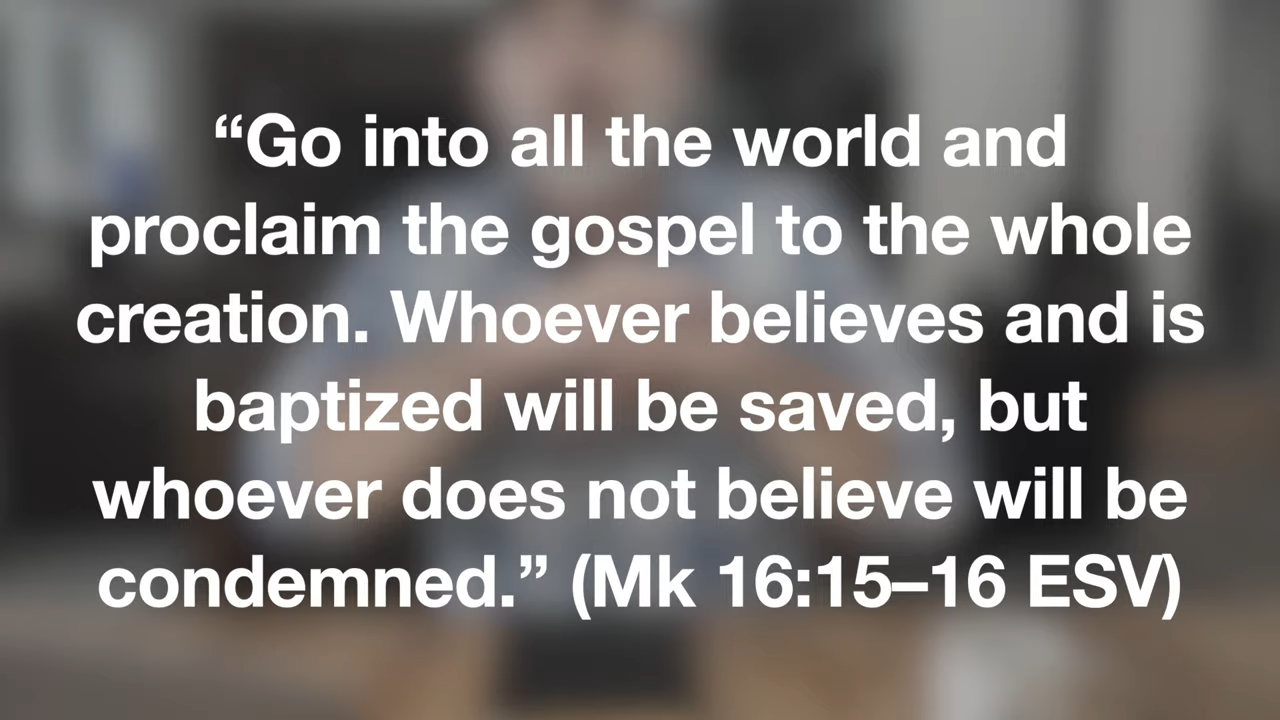 “Go into all the world and
proclaim the gospel to the whole
creation. Whoever believes and is
baptized will be saved, but
whoever does not believe will be
condemned.” (Mk 16:15–16 ESV)